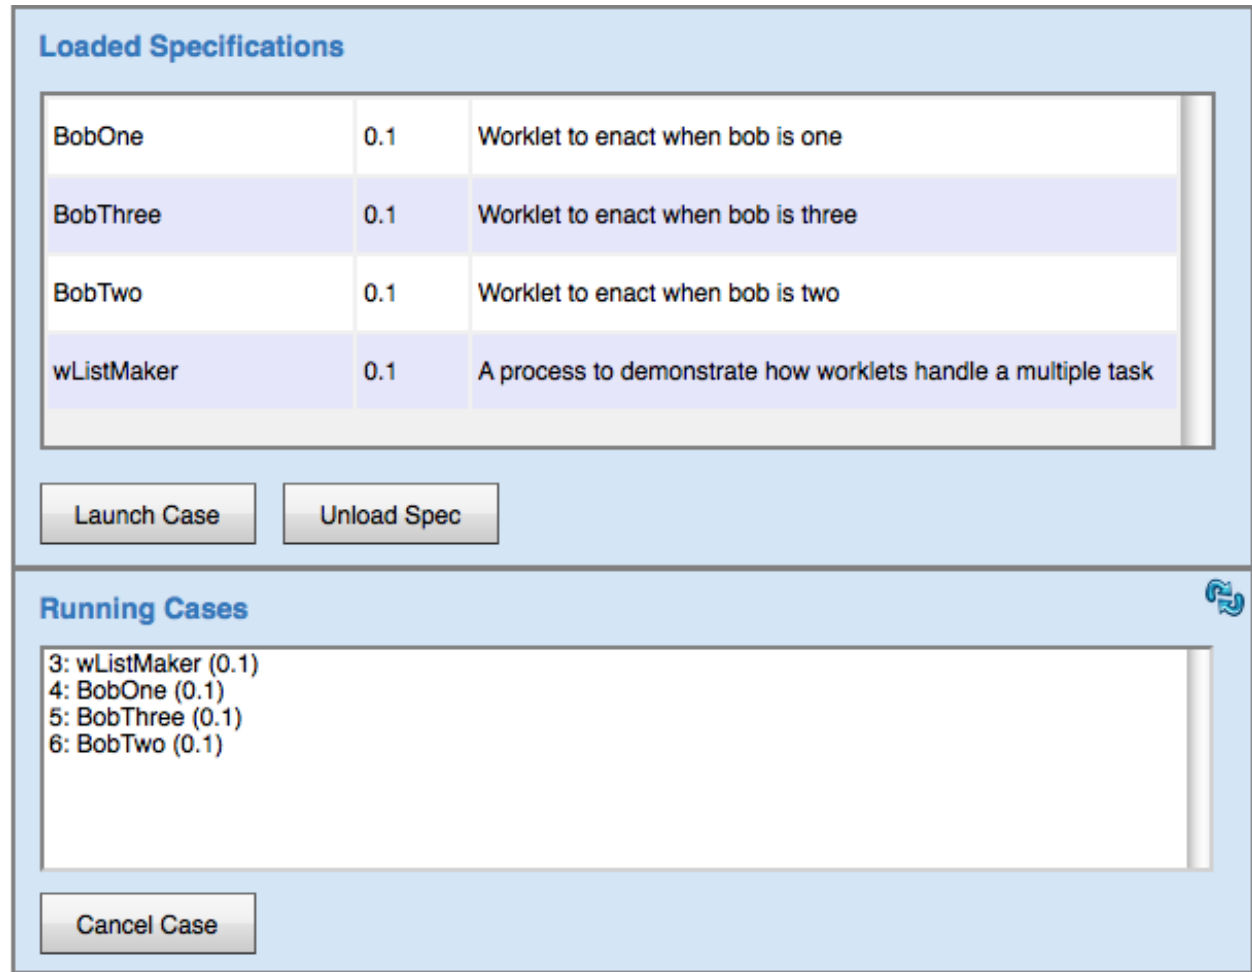 Loaded Specifications
BobOne 0.1 Worklet to enact when bob is one
BobThree 0.1 Worklet to enact when bob is three
BobTwo 0.1 Worklet to enact when bob is two
wListMaker 0.1 A process to demonstrate how worklets handle a multiple task
Launch Case Unload Spec
Running Cases
3: wListMaker (0.1)
4: BobOne (0.1)
5: BobThree (0.1)
6: BobTwo (0.1)
Cancel Case